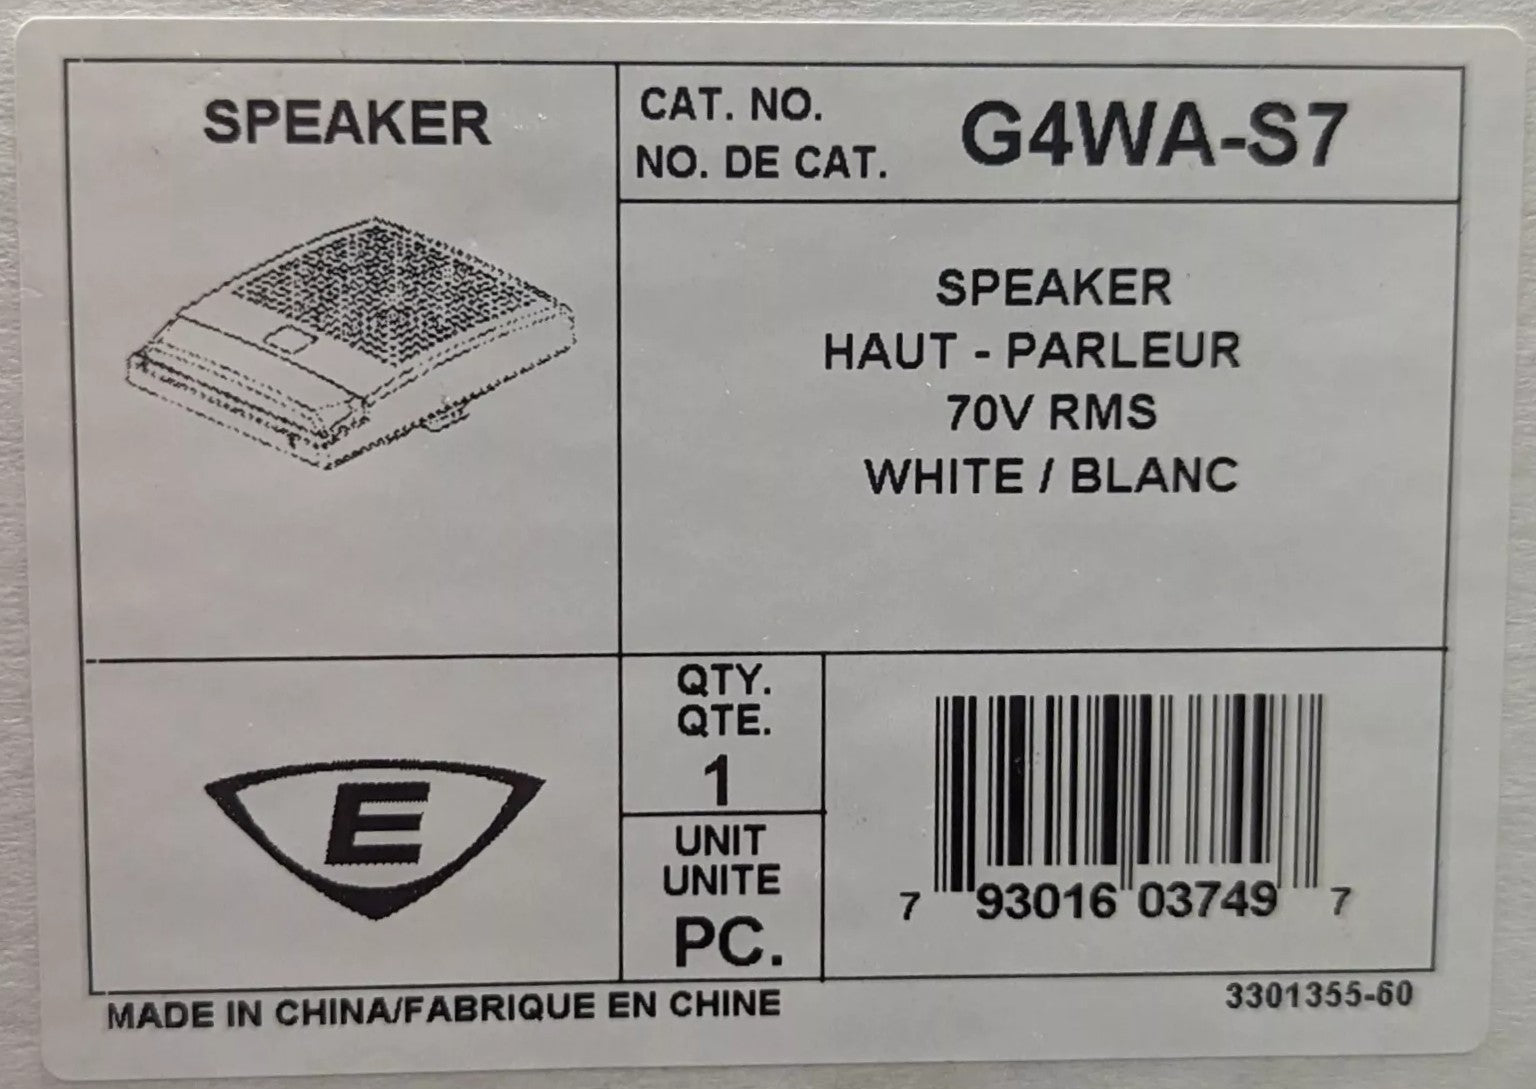 SPEAKER
CAT. NO.
NO. DE CAT.
G4WA-S7
SPEAKER
HAUT - PARLEUR
70V RMS
WHITE / BLANC
E
QTY.
QTE.
1
UNIT
UNITE
PC.
7 93016 03749 7
MADE IN CHINA/FABRIQUE EN CHINE
3301355-60